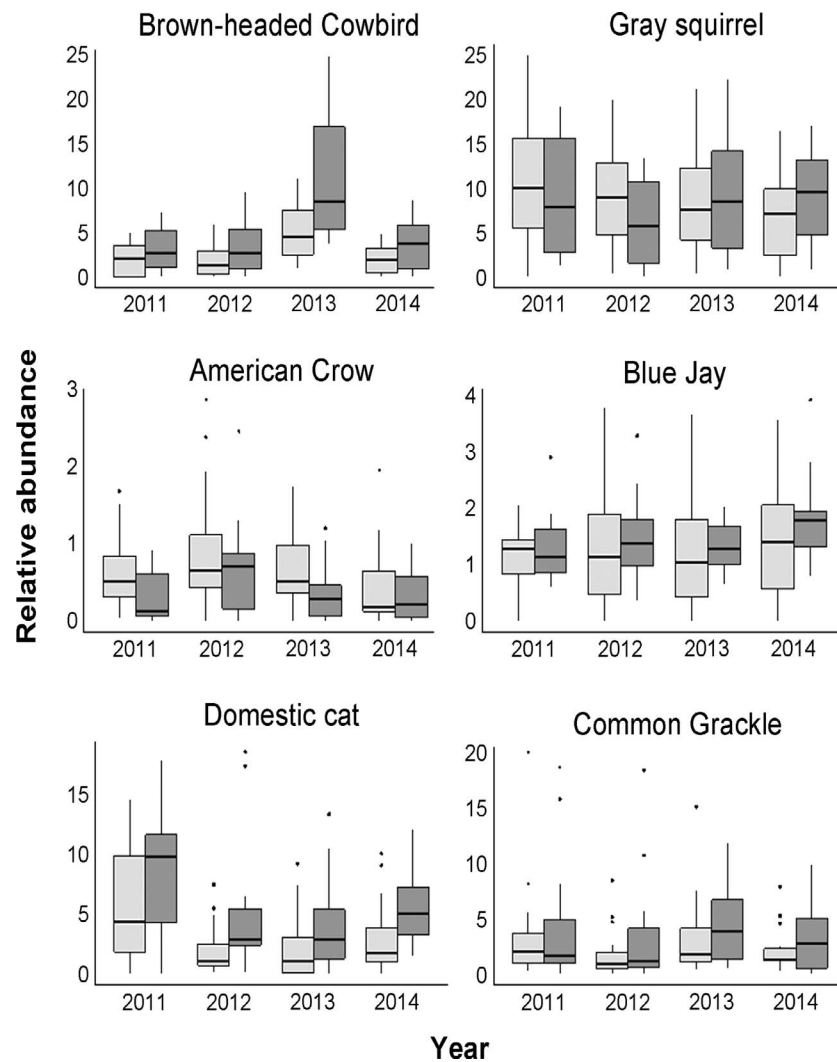 Brown-headed Cowbird
25
20
15
10
5
0
2011 2012 2013 2014
Gray squirrel
25
20
15
10
5
0
2011 2012 2013 2014
Relative abundance
American Crow
3
2
1
0
2011 2012 2013 2014
Blue Jay
4
3
2
1
0
2011 2012 2013 2014
Domestic cat
15
10
5
0
2011 2012 2013 2014
Common Grackle
20
15
10
5
0
2011 2012 2013 2014
Year